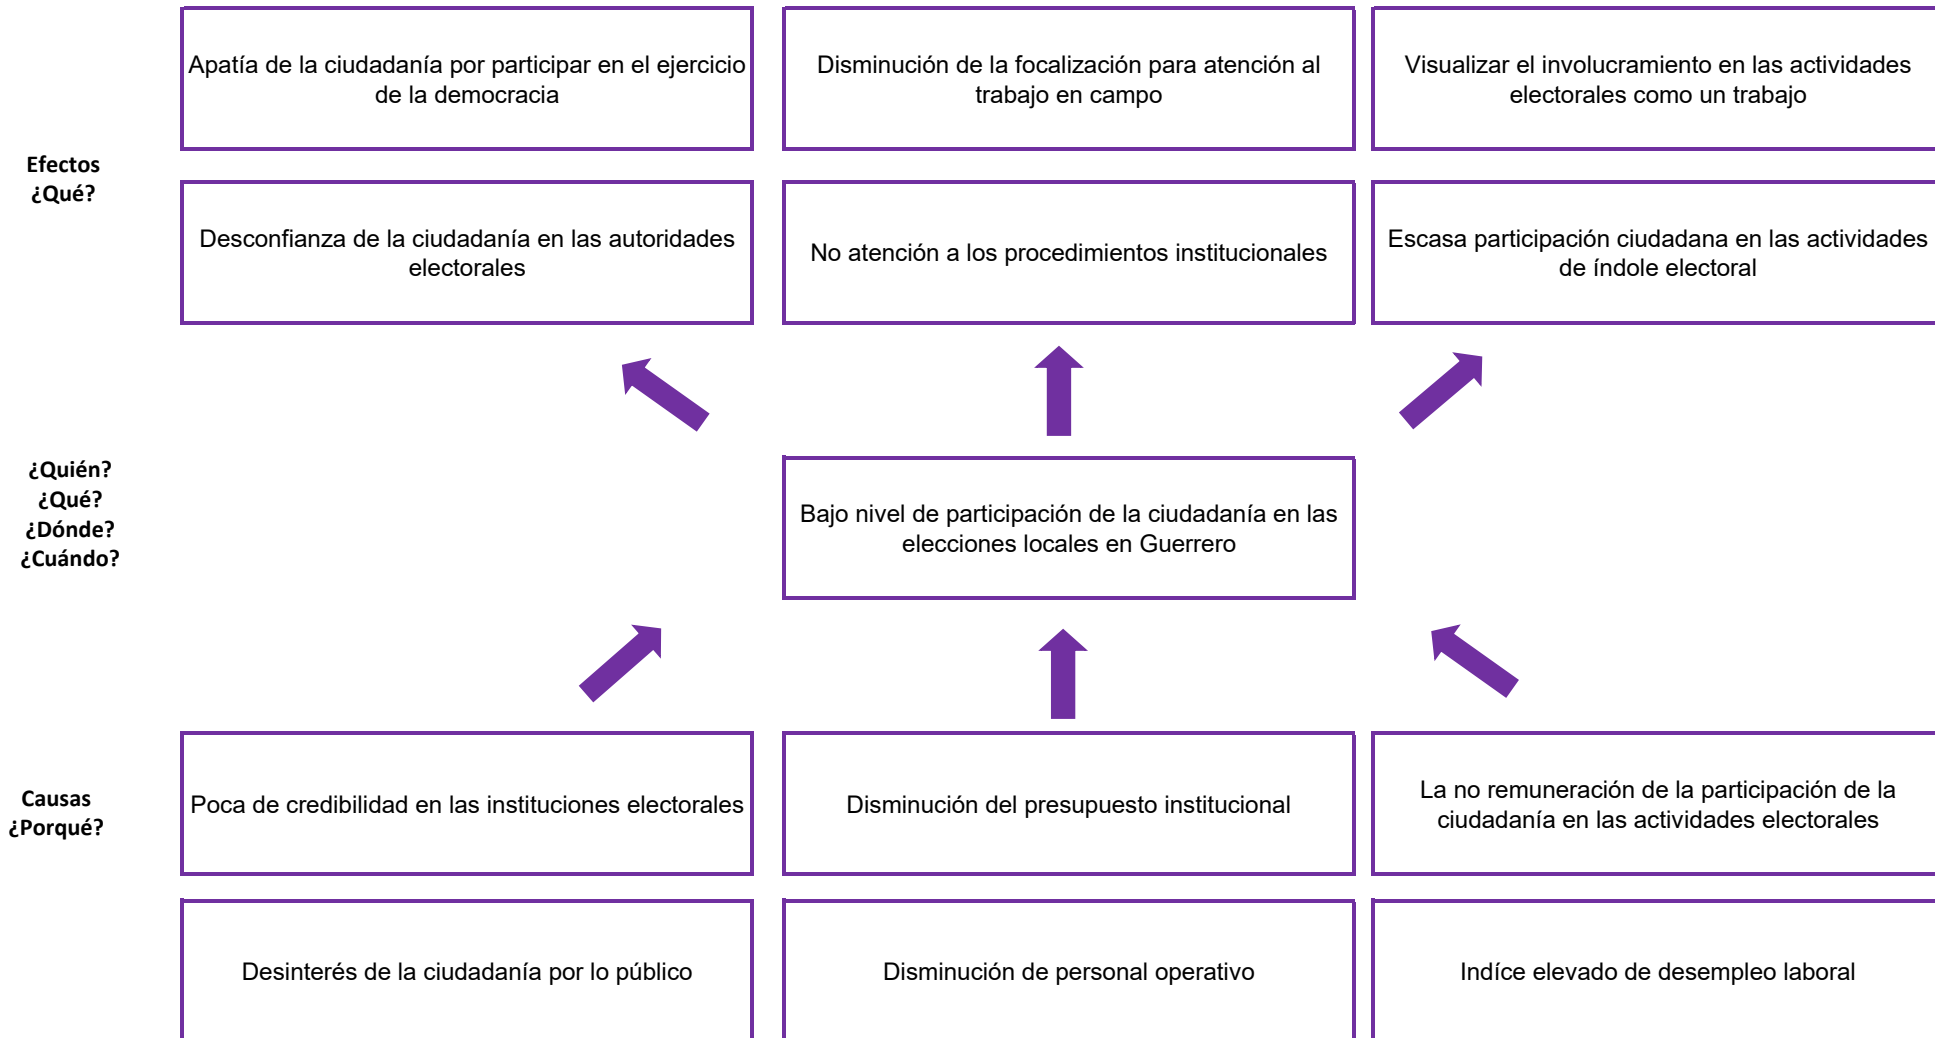 Apatía de la ciudadanía por participar en el ejercicio
de la democracia
Disminución de la focalización para atención al
trabajo en campo
Visualizar el involucramiento en las actividades
electorales como un trabajo
Efectos
¿Qué?
Desconfianza de la ciudadanía en las autoridades
electorales
No atención a los procedimientos institucionales
Escasa participación ciudadana en las actividades
de índole electoral
¿Quién?
¿Qué?
¿Dónde?
¿Cuándo?
Bajo nivel de participación de la ciudadanía en las
elecciones locales en Guerrero
Causas
¿Porqué?
Poca de credibilidad en las instituciones electorales
Disminución del presupuesto institucional
La no remuneración de la participación de la
ciudadanía en las actividades electorales
Desinterés de la ciudadanía por lo público
Disminución de personal operativo
Indíce elevado de desempleo laboral